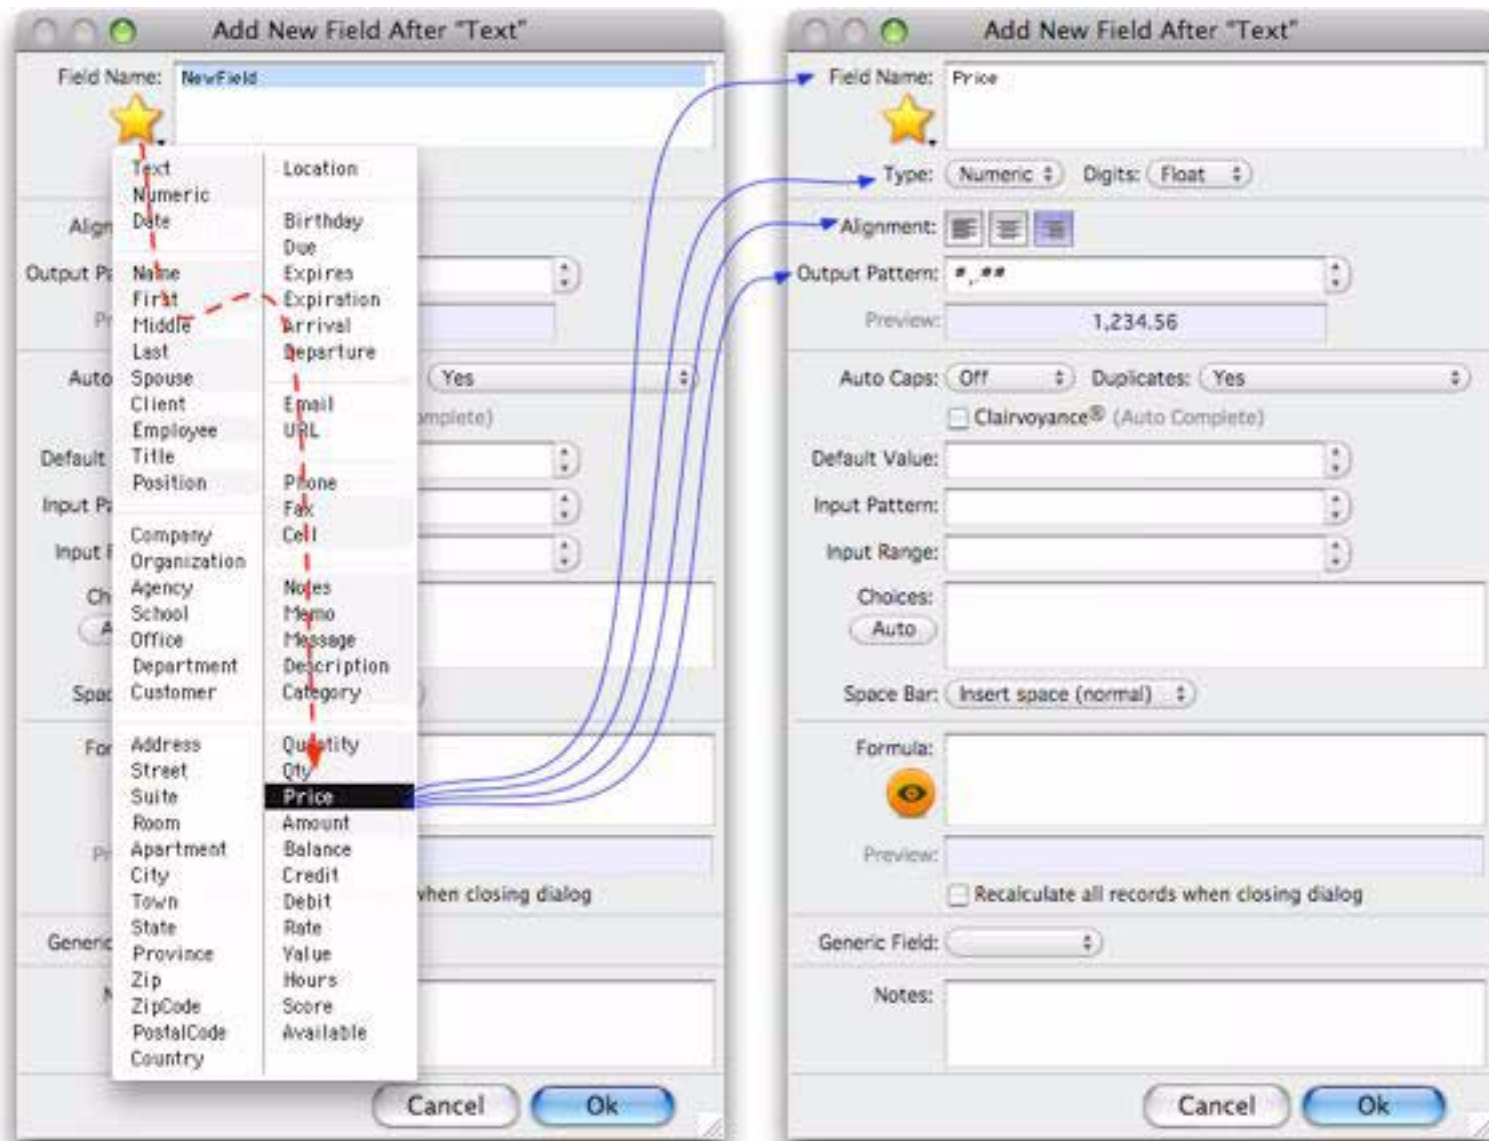 Add New Field After "Text"
Field Name: NewField
Text
Numeric
Date
Name
First
Middle
Last
Spouse
Client
Employee
Title
Position
Company
Organization
Agency
School
Office
Department
Customer
Address
Street
Suite
Room
Apartment
City
Town
State
Province
Zip
ZipCode
PostalCode
Country
Location
Birthday
Due
Expires
Expiration
Arrival
Departure
Email
URL
Phone
Fax
Cell
Notes
Memo
Message
Description
Category
Quantity
Qty
Price
Amount
Balance
Credit
Debit
Rate
Value
Hours
Score
Available
Output
Auto
Yes
Default
Input
Input
Generic
when closing dialog
Cancel Ok
Add New Field After "Text"
Field Name: Price
Type: Numeric Digits: Float
Alignment:
Output Pattern: #,.##
Preview: 1,234.56
Auto Caps: Off Duplicates: Yes
Clairvoyance® (Auto Complete)
Default Value:
Input Pattern:
Input Range:
Choices:
Auto
Space Bar: Insert space (normal)
Formula:
Preview:
Recalculate all records when closing dialog
Generic Field:
Notes:
Cancel Ok